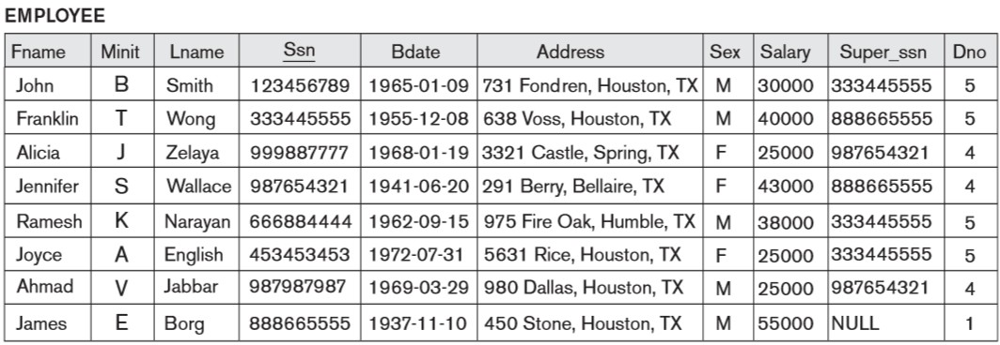 EMPLOYEE
Fname Minit Lname Ssn Bdate Address Sex Salary Super_ssn Dno
John B Smith 123456789 1965-01-09 731 Fondren, Houston, TX M 30000 333445555 5
Franklin T Wong 333445555 1955-12-08 638 Voss, Houston, TX M 40000 888665555 5
Alicia J Zelaya 999887777 1968-01-19 3321 Castle, Spring, TX F 25000 987654321 4
Jennifer S Wallace 987654321 1941-06-20 291 Berry, Bellaire, TX F 43000 888665555 4
Ramesh K Narayan 666884444 1962-09-15 975 Fire Oak, Humble, TX M 38000 333445555 5
Joyce A English 453453453 1972-07-31 5631 Rice, Houston, TX F 25000 333445555 5
Ahmad V Jabbar 987987987 1969-03-29 980 Dallas, Houston, TX M 25000 987654321 4
James E Borg 888665555 1937-11-10 450 Stone, Houston, TX M 55000 NULL 1